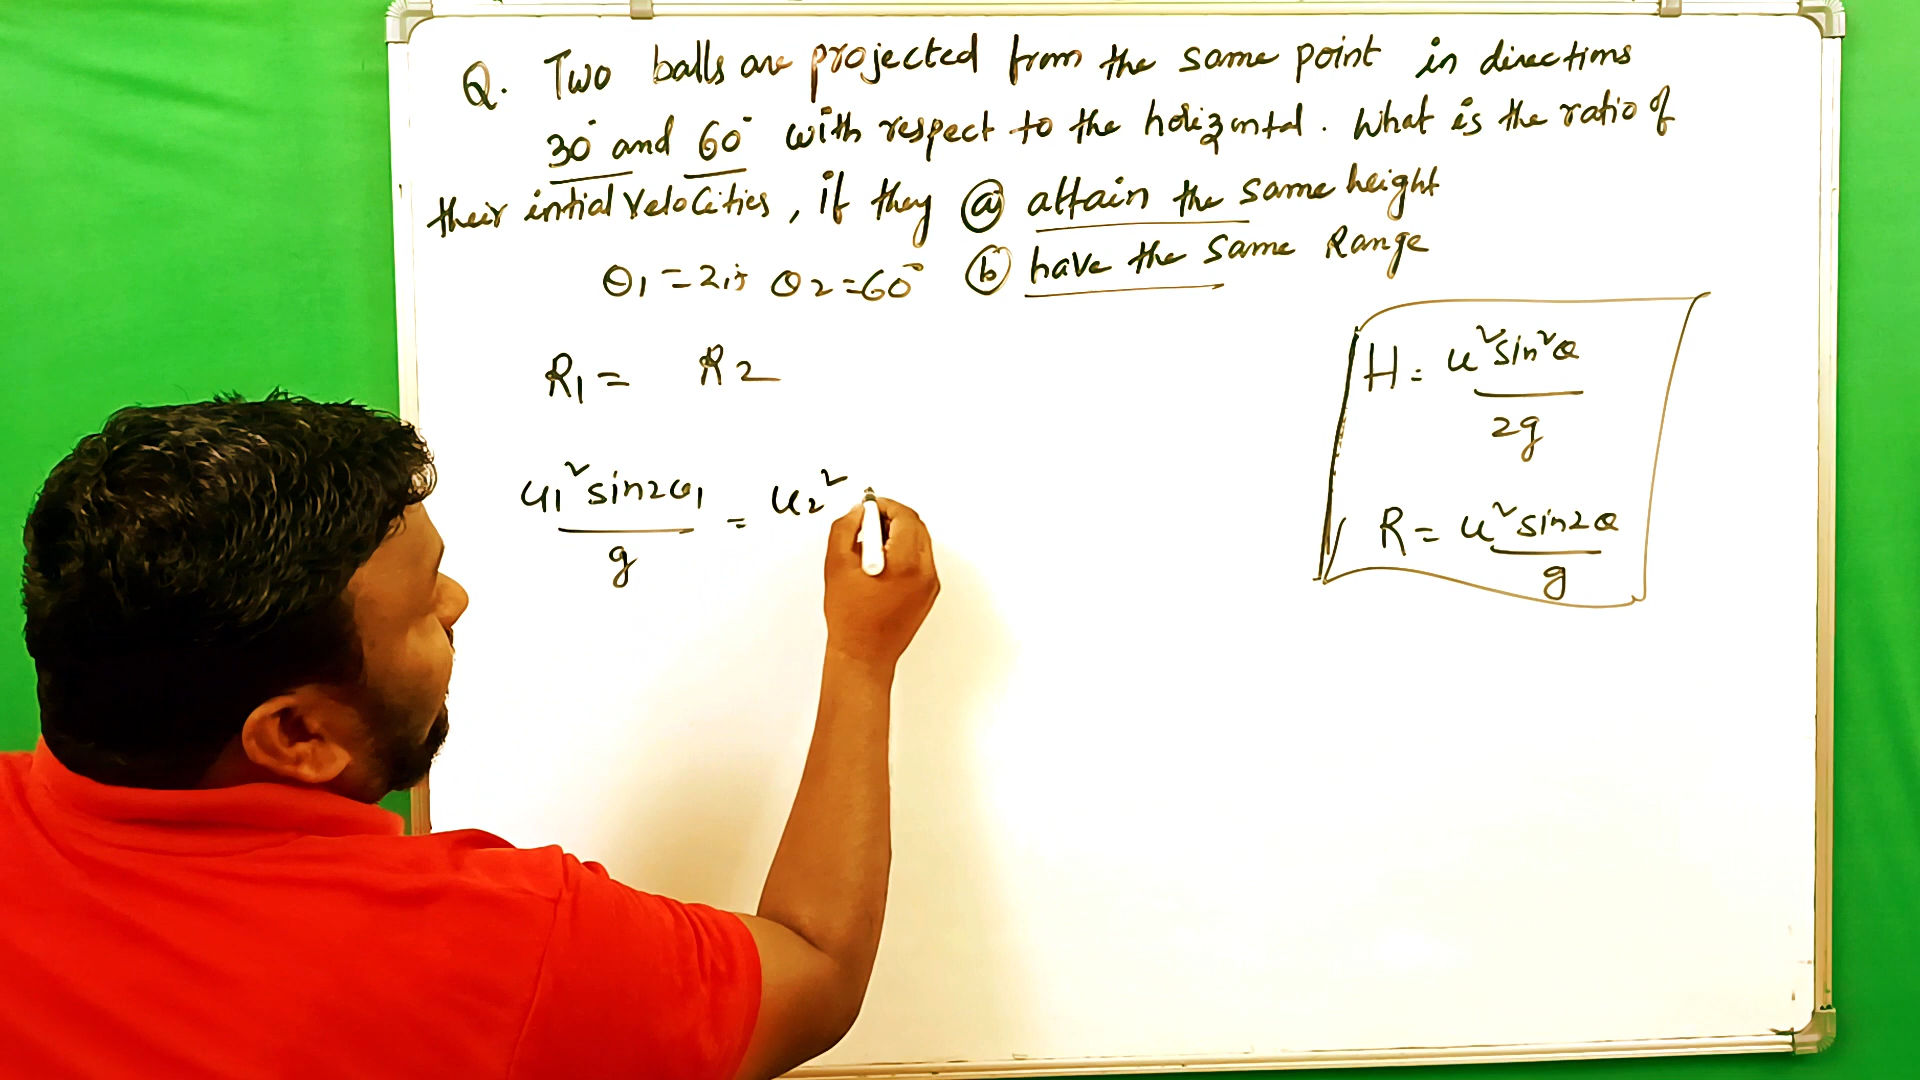 Q. Two balls are projected from the same point in directions
30° and 60° with respect to the horizontal. What is the ratio of
their intial velocities, if they ⓐ attain the same height
ⓑ have the same Range
θ1 = θ2 = 60°
R1 = R2
u1² sin2θ1 / g = u2²
H = u² sin²θ / 2g
R = u² sin2θ / g